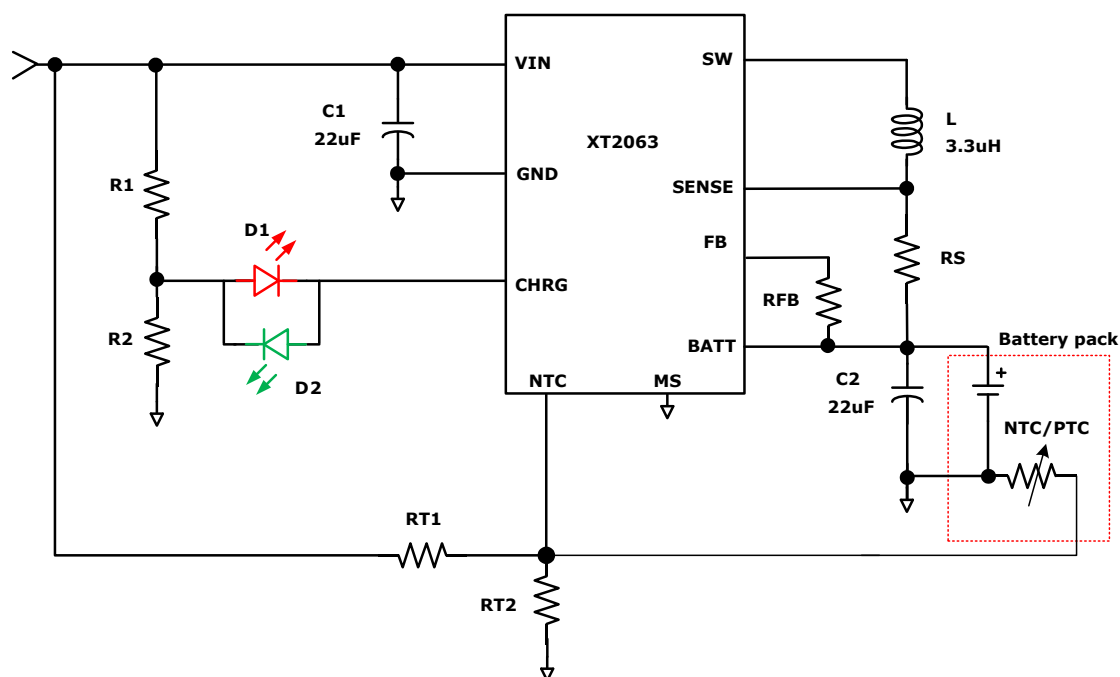 VIN
SW
C1
22uF
L
3.3uH
XT2063
GND
SENSE
R1
D1
FB
RS
CHRG
RFB
R2
BATT
Battery pack
D2
NTC
MS
C2
22uF
+
NTC/PTC
RT1
RT2